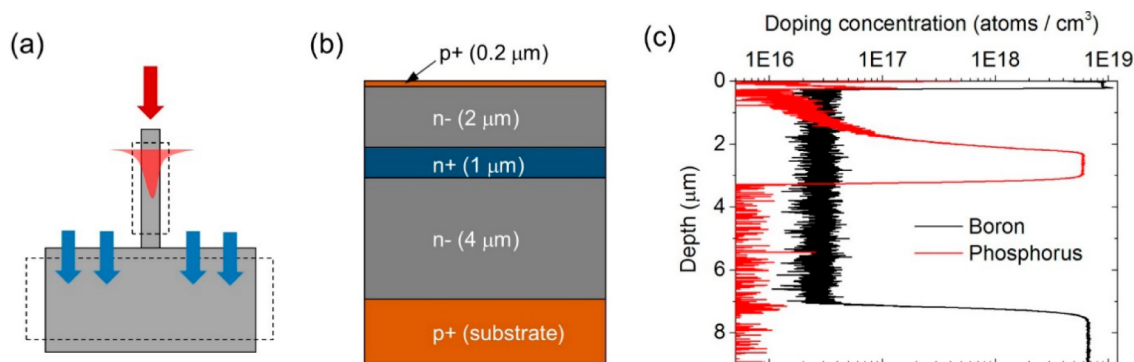 (a)
(b)
p+ (0.2 μm)
n- (2 μm)
n+ (1 μm)
n- (4 μm)
p+ (substrate)
(c)
Doping concentration (atoms / cm3)
1E16 1E17 1E18 1E19
0
2
4
6
8
Depth (μm)
Boron
Phosphorus